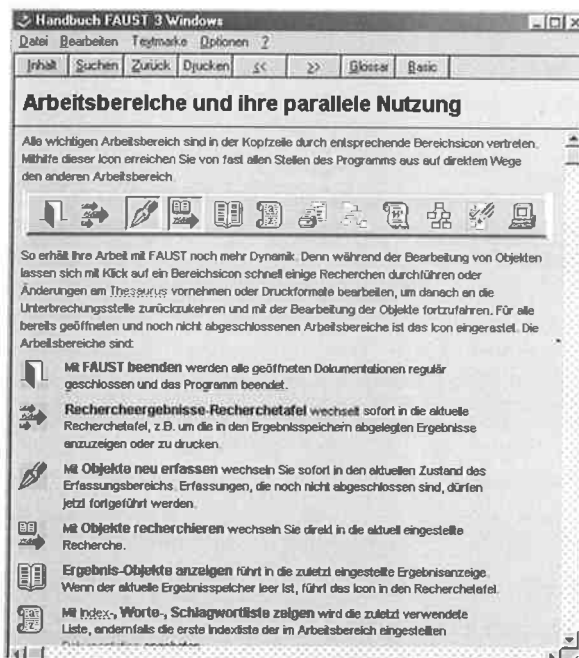 Handbuch FAUST 3 Windows
Datei Bearbeiten Textmarke Optionen ?
Inhalt Suchen Zurück Drucken << >> Glossar Basic
Arbeitsbereiche und ihre parallele Nutzung
Alle wichtigen Arbeitsbereich sind in der Kopfzeile durch entsprechende Bereichsicon vertreten.
Mithilfe dieser Icon erreichen Sie von fast allen Stellen des Programms aus auf direktem Wege
den anderen Arbeitsbereich.
So erhält Ihre Arbeit mit FAUST noch mehr Dynamik. Denn während der Bearbeitung von Objekten
lassen sich mit Klick auf ein Bereichsicon schnell einige Recherchen durchführen oder
Änderungen am Thesaurus vornehmen oder Druckformate bearbeiten, um danach an die
Unterbrechungsstelle zurückzukehren und mit der Bearbeitung der Objekte fortzufahren. Für alle
bereits geöffneten und noch nicht abgeschlossenen Arbeitsbereiche ist das Icon eingerastet. Die
Arbeitsbereiche sind:
Mit FAUST beenden werden alle geöffneten Dokumentationen regulär
geschlossen und das Programm beendet.
Rechercheergebnisse-Recherchetafel wechselt sofort in die aktuelle
Recherchetafel, z.B. um die in den Ergebnisspeichern abgelegten Ergebnisse
anzuzeigen oder zu drucken.
Mit Objekte neu erfassen wechseln Sie sofort in den aktuellen Zustand des
Erfassungsbereichs. Erfassungen, die noch nicht abgeschlossen sind, dürfen
jetzt fortgeführt werden.
Mit Objekte recherchieren wechseln Sie direkt in die aktuell eingestellte
Recherche.
Ergebnis-Objekte anzeigen führt in die zuletzt eingestellte Ergebnisanzeige.
Wenn der aktuelle Ergebnisspeicher leer ist, führt das Icon in den Recherchetafel.
Mit Index-, Worte-, Schlagwortliste zeigen wird die zuletzt verwendete
Liste, andernfalls die erste Indexliste der im Arbeitsbereich eingestellten